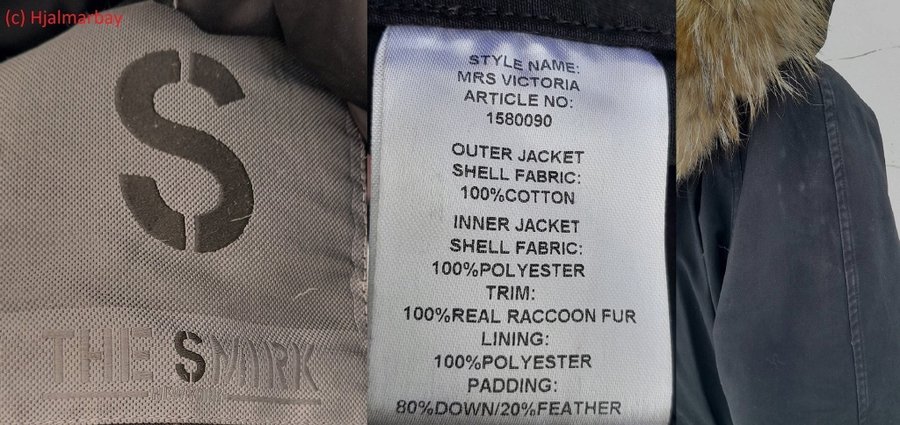 (c) Hjalmarbay
S
THE SMARK
STYLE NAME:
MRS VICTORIA
ARTICLE NO:
1580090
OUTER JACKET
SHELL FABRIC:
100%COTTON
INNER JACKET
SHELL FABRIC:
100%POLYESTER
TRIM:
100%REAL RACCOON FUR
LINING:
100%POLYESTER
PADDING:
80%DOWN/20%FEATHER